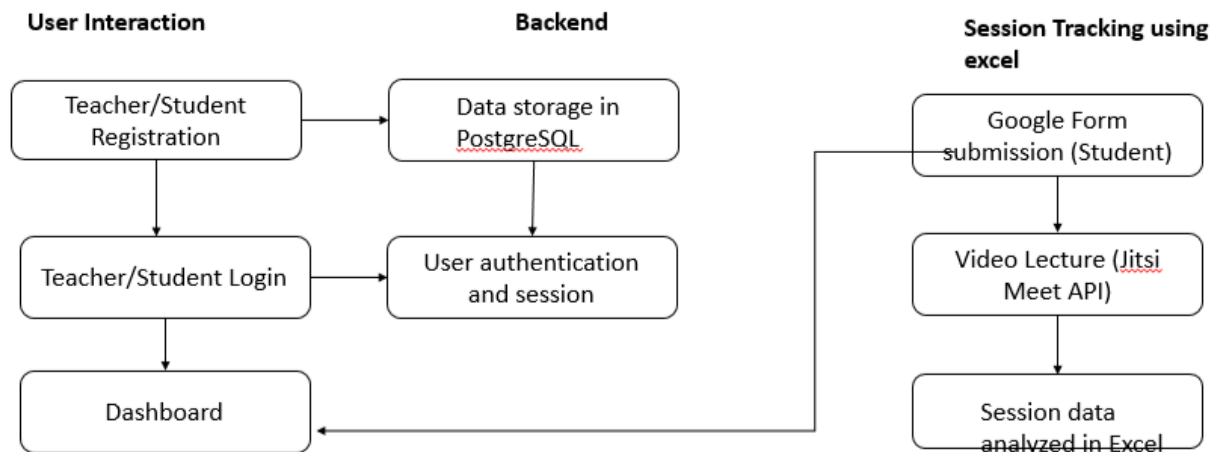 User Interaction
Backend
Session Tracking using
excel
Teacher/Student
Registration
Data storage in
PostgreSQL
Google Form
submission (Student)
Teacher/Student Login
User authentication
and session
Video Lecture (Jitsi
Meet API)
Dashboard
Session data
analyzed in Excel